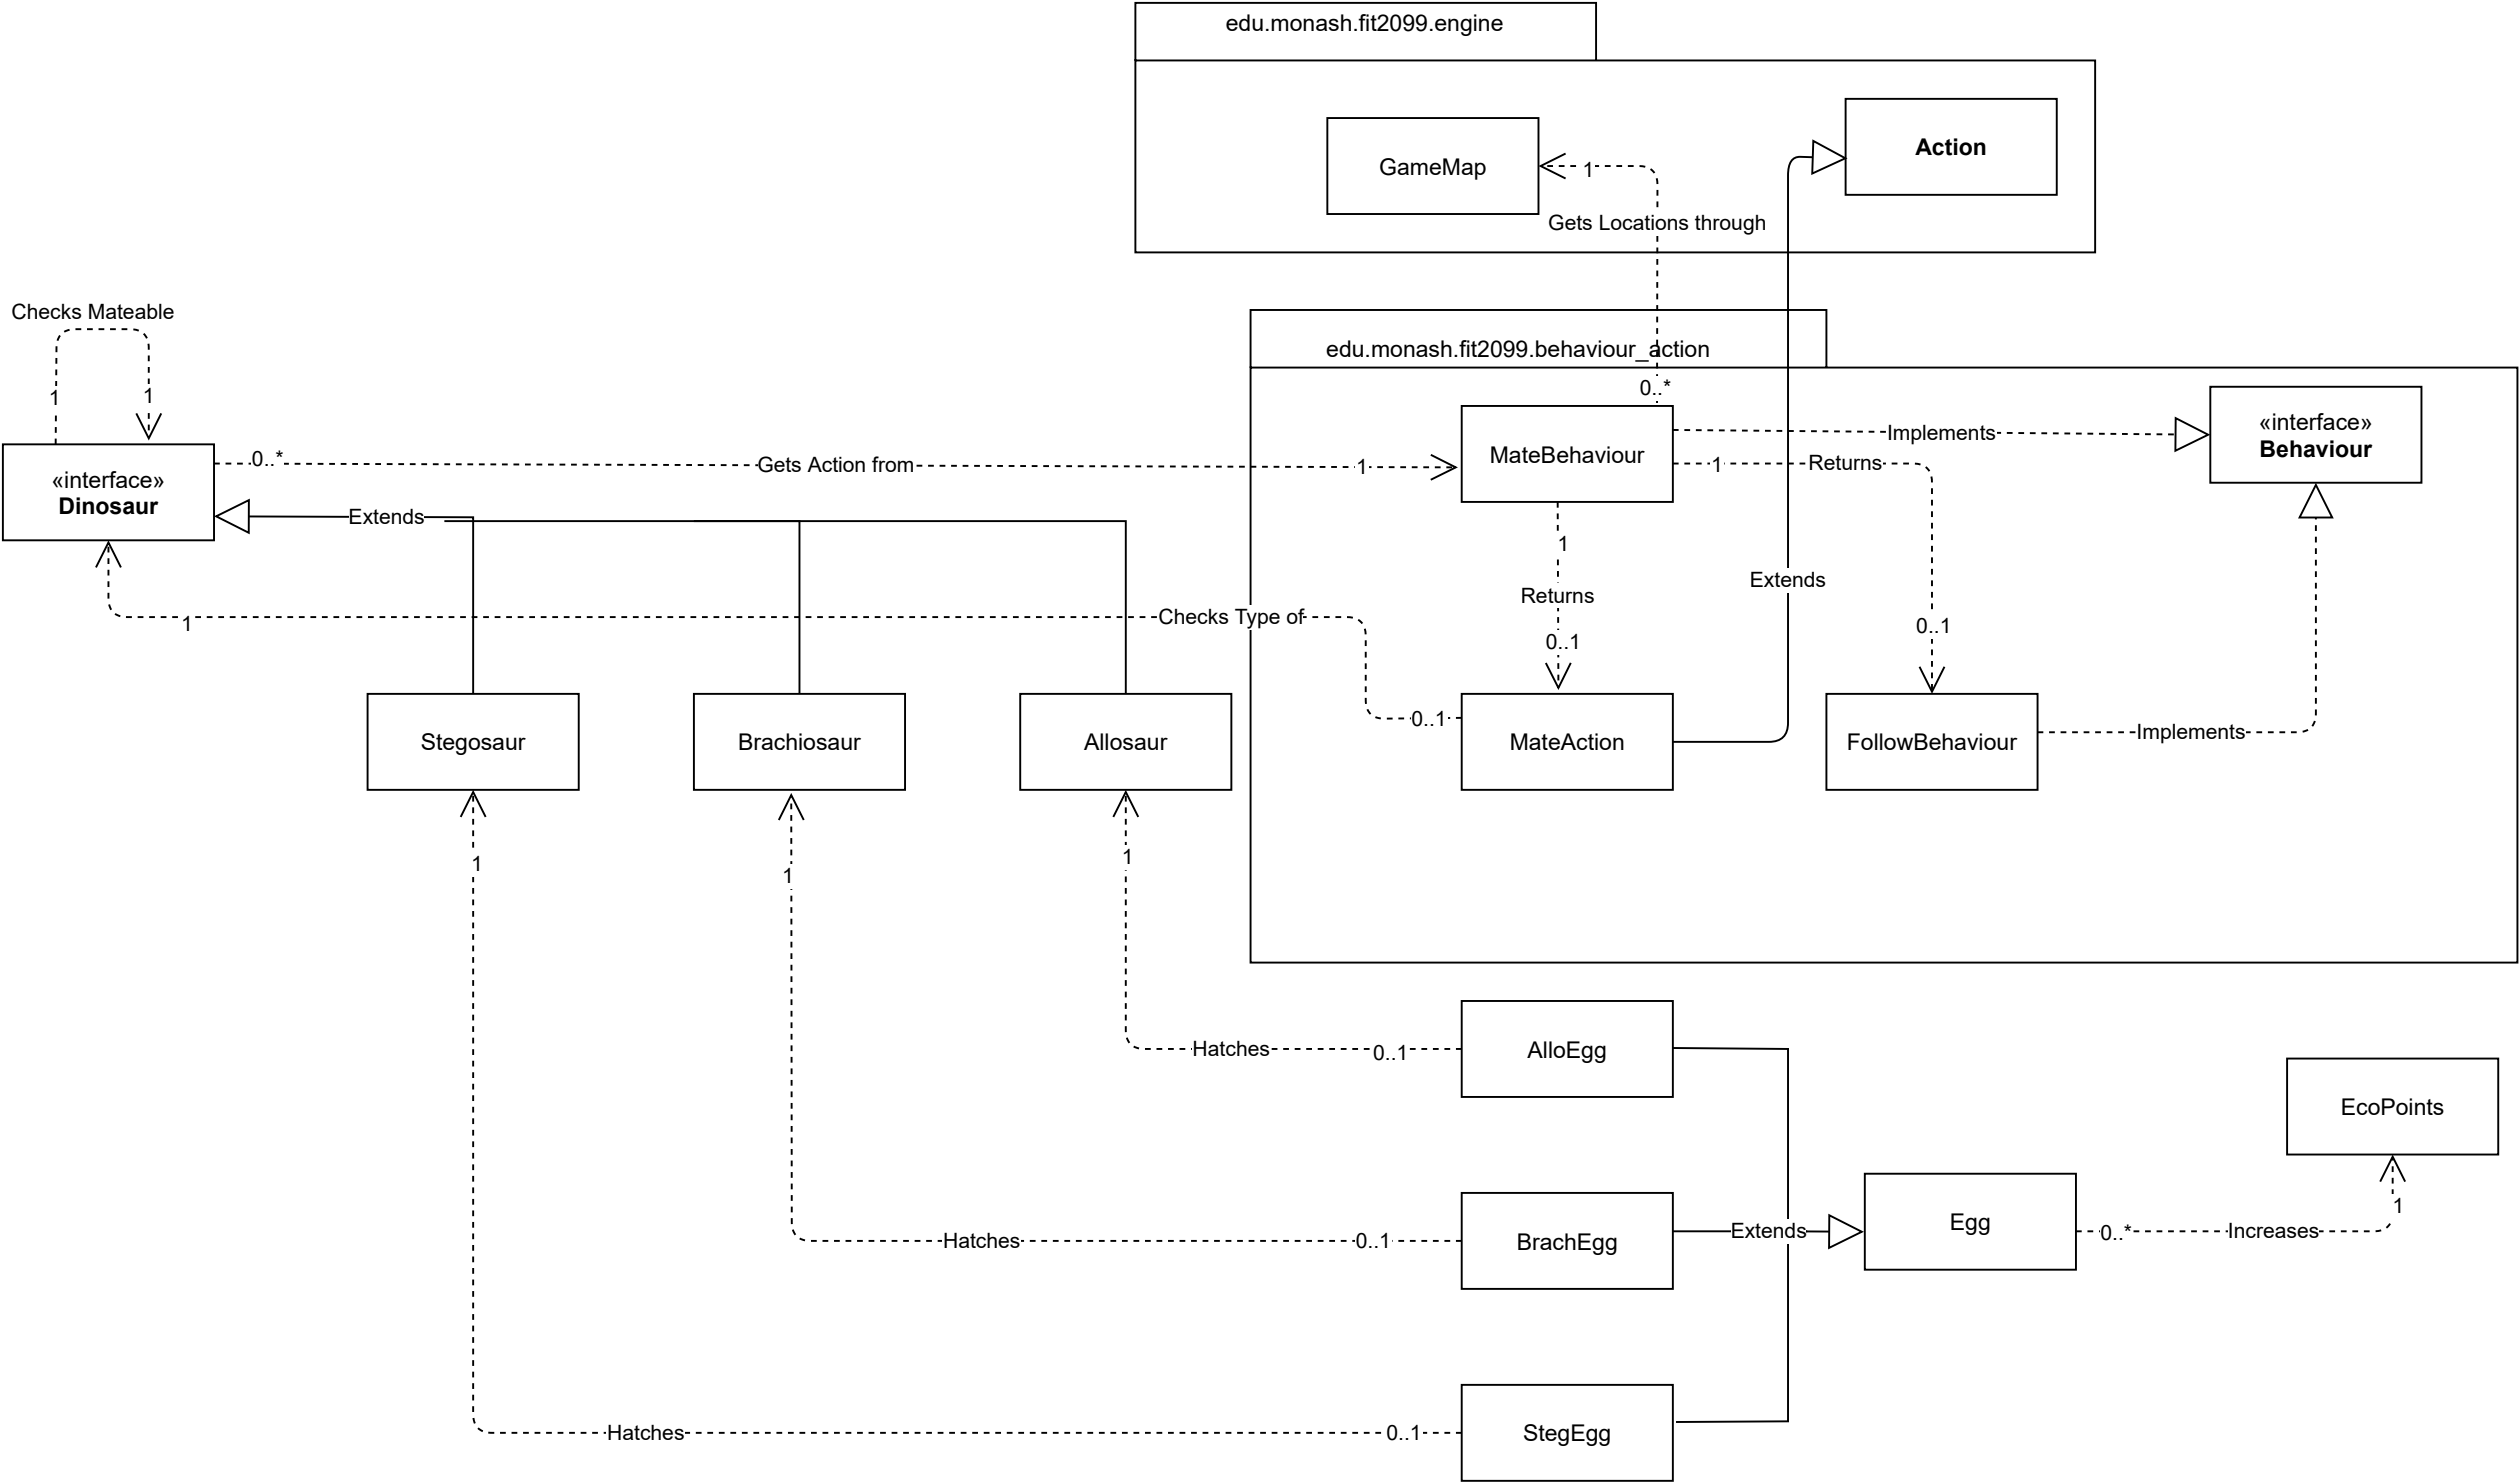 edu.monash.fit2099.engine
GameMap
Action
1
Gets Locations through
Checks Mateable
1
1
edu.monash.fit2099.behaviour_action
0..*
«interface»
Dinosaur
0..*
Gets Action from
1
MateBehaviour
Implements
1
Returns
«interface»
Behaviour
Extends
1
Returns
0..1
Extends
0..1
1
Checks Type of
0..1
Stegosaur
Brachiosaur
Allosaur
MateAction
FollowBehaviour
Implements
1
1
1
Hatches
0..1
AlloEgg
EcoPoints
1
Hatches
0..1
BrachEgg
Extends
Egg
0..*
Increases
Hatches
0..1
StegEgg